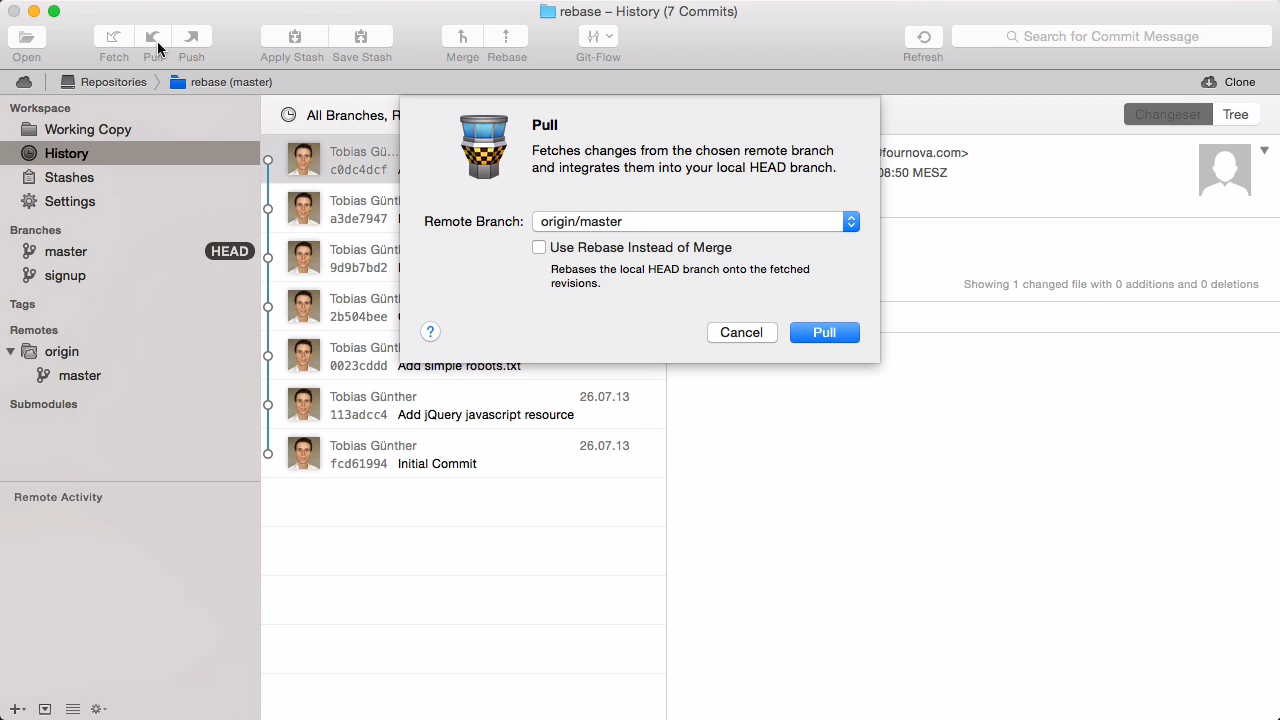 rebase – History (7 Commits)
Open
Fetch
Pull
Push
Apply Stash
Save Stash
Merge
Rebase
Git-Flow
Refresh
Search for Commit Message
Repositories
rebase (master)
Clone
Workspace
Working Copy
History
Stashes
Settings
Branches
master
HEAD
signup
Tags
Remotes
origin
master
Submodules
Remote Activity
All Branches, R
Changeset
Tree
Tobias Gü...
c0dc4dcf
Tobias Günt
a3de7947
Tobias Günt
9d9b7bd2
Tobias Günt
2b504bee
Tobias Günt
0023cddd Add simple robots.txt
Tobias Günther 26.07.13
113adcc4 Add jQuery javascript resource
Tobias Günther 26.07.13
fcd61994 Initial Commit
Pull
Fetches changes from the chosen remote branch
and integrates them into your local HEAD branch.
Remote Branch: origin/master
Use Rebase Instead of Merge
Rebases the local HEAD branch onto the fetched
revisions.
?
Cancel
Pull
fournova.com>
08:50 MESZ
Showing 1 changed file with 0 additions and 0 deletions